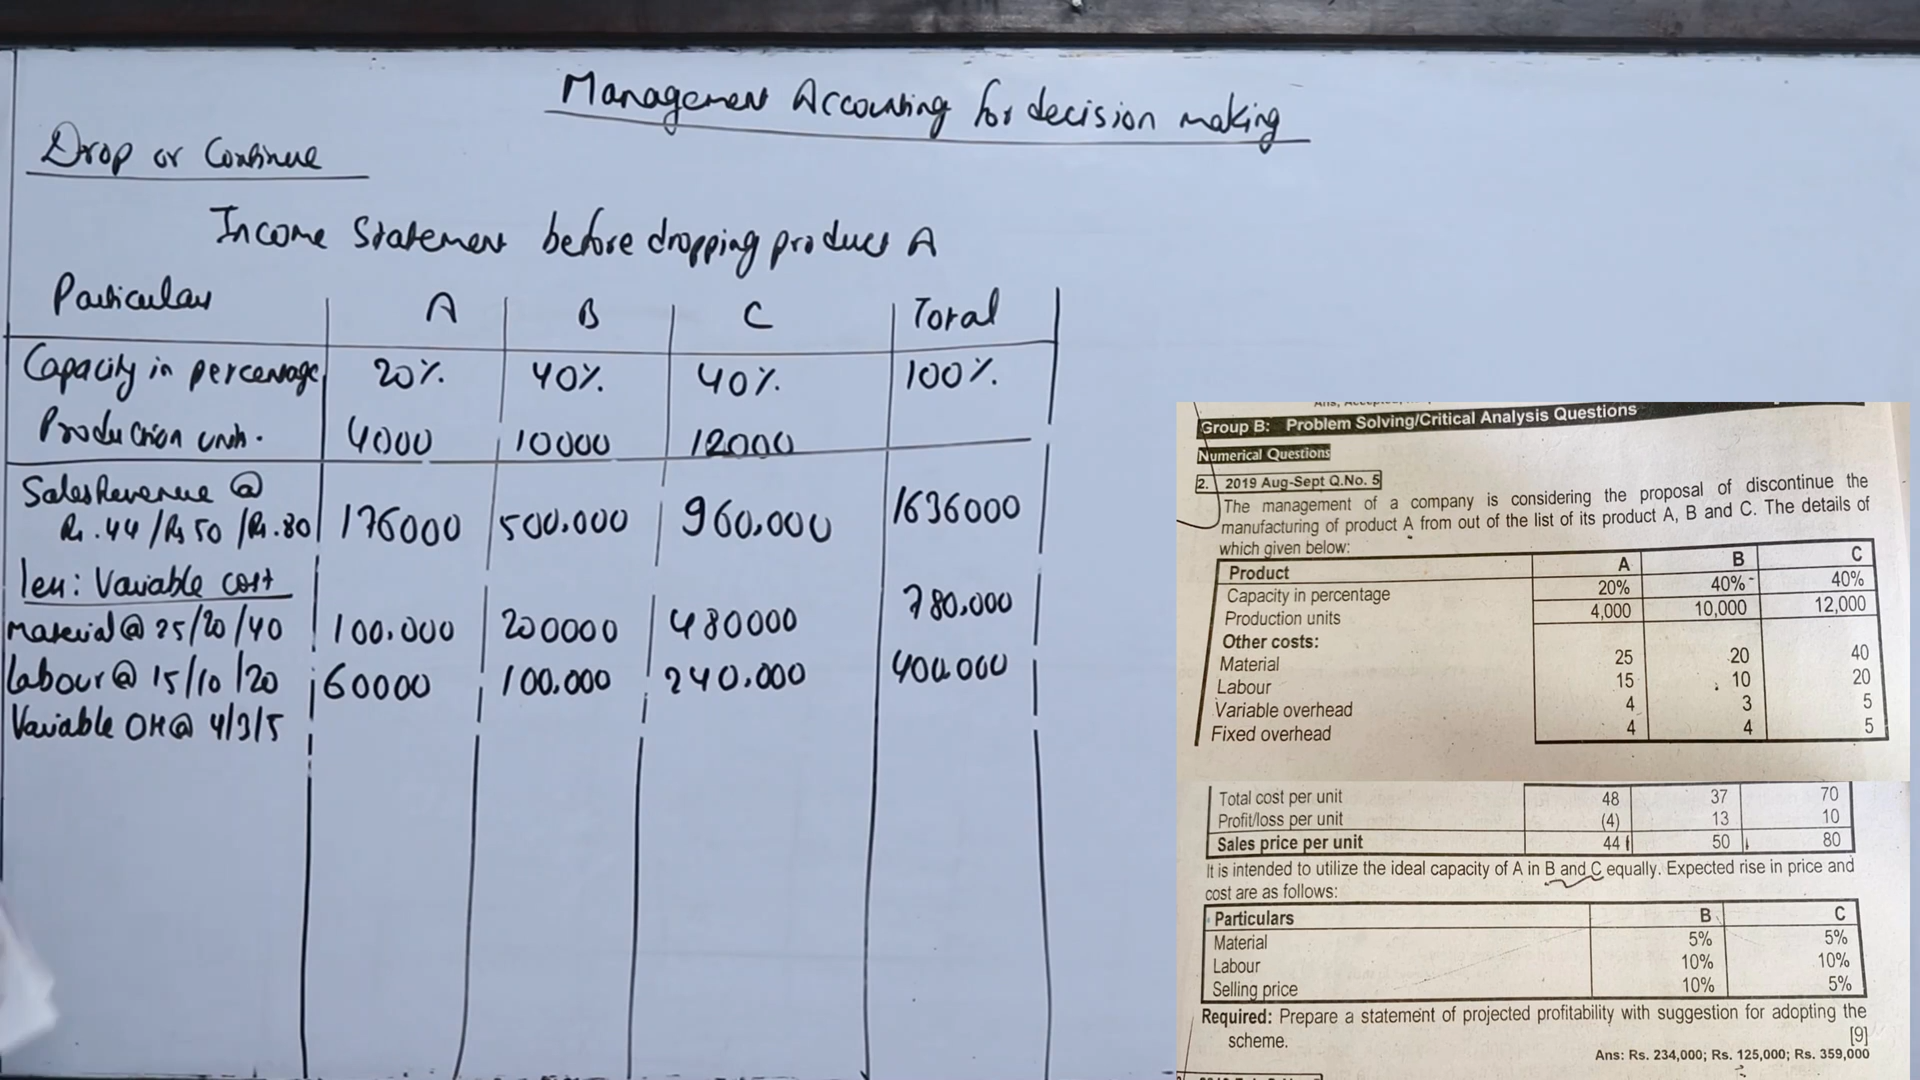 Management Accounting for decision making
Drop or Continue
Income Statement before dropping product A
Particulars A B C Total
Capacity in percentage 20% 40% 40% 100%
Production unit. 4000 10000 12000
Sales Revenue @
Rs.44/Rs 50/Rs.80 176000 500.000 960.000 1636000
less: Variable cost
Material @ 25/20/40 100.000 200000 480000 780.000
Labour @ 15/10/20 60000 100.000 240.000 400.000
Variable OH@ 4/3/5
Group B: Problem Solving/Critical Analysis Questions
Numerical Questions
2. 2019 Aug-Sept Q.No. 5
The management of a company is considering the proposal of discontinue the
manufacturing of product A from out of the list of its product A, B and C. The details of
which given below:
Product A B C
Capacity in percentage 20% 40% 40%
Production units 4,000 10,000 12,000
Other costs:
Material 25 20 40
Labour 15 10 20
Variable overhead 4 3 5
Fixed overhead 4 4 5
Total cost per unit 48 37 70
Profit/loss per unit (4) 13 10
Sales price per unit 44 50 80
It is intended to utilize the ideal capacity of A in B and C equally. Expected rise in price and
cost are as follows:
Particulars B C
Material 5% 5%
Labour 10% 10%
Selling price 10% 5%
Required: Prepare a statement of projected profitability with suggestion for adopting the
scheme. [9]
Ans: Rs. 234,000; Rs. 125,000; Rs. 359,000